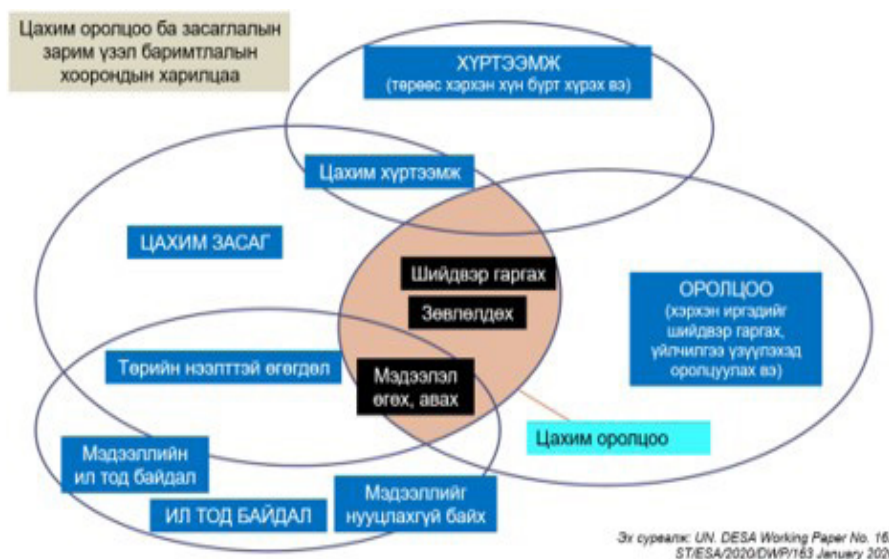 Цахим оролцоо ба засаглалын
зарим үзэл баримтлалын
хоорондын харилцаа
ХҮРТЭЭМЖ
(төрөөс хэрхэн хүн бүрт хүрэх вэ)
Цахим хүртээмж
ЦАХИМ ЗАСАГ
Шийдвэр гаргах
Зөвлөлдөх
ОРОЛЦОО
(хэрхэн иргэдийг
шийдвэр гаргах,
үйлчилгээ үзүүлэхэд
оролцуулах вэ)
Төрийн нээлттэй өгөгдөл
Мэдээлэл
өгөх, авах
Цахим оролцоо
Мэдээллийн
ил тод байдал
ИЛ ТОД БАЙДАЛ
Мэдээллийг
нууцлахгүй байх
Эх сурвалж: UN. DESA Working Paper No. 16
ST/ESA/2020/DWP/163 January 202